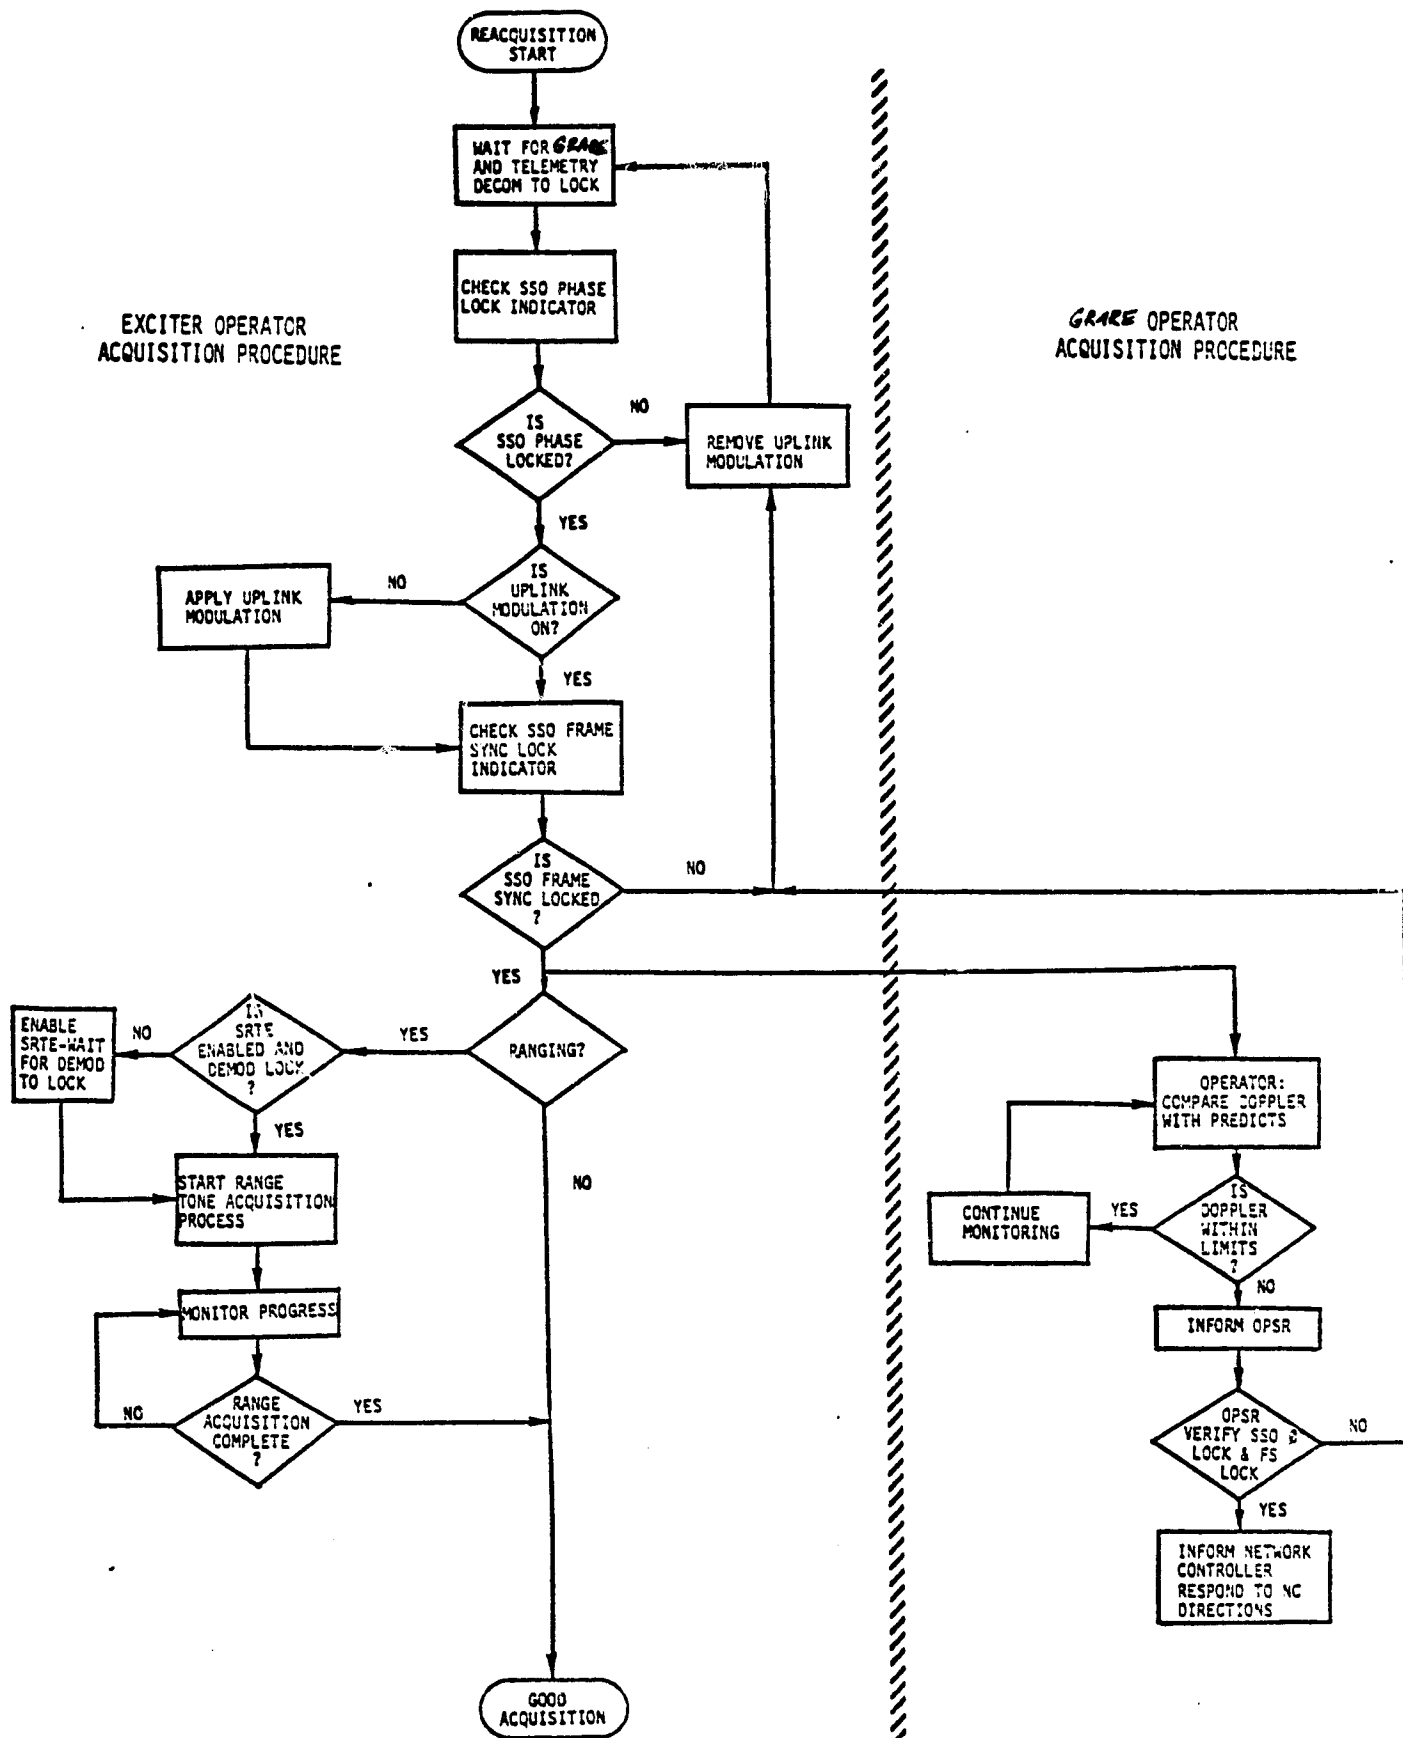 REACQUISITION
START
WAIT FOR GRARE
AND TELEMETRY
DECOM TO LOCK
CHECK SSO PHASE
LOCK INDICATOR
EXCITER OPERATOR
ACQUISITION PROCEDURE
GRARE OPERATOR
ACQUISITION PROCEDURE
IS
SSO PHASE
LOCKED?
NO
REMOVE UPLINK
MODULATION
YES
IS
UPLINK
MODULATION
ON?
NO
APPLY UPLINK
MODULATION
YES
CHECK SSO FRAME
SYNC LOCK
INDICATOR
IS
SSO FRAME
SYNC LOCKED
?
NO
YES
RANGING?
YES
IS
SRTE
ENABLED AND
DEMOD LOCK
?
NO
ENABLE
SRTE-WAIT
FOR DEMOD
TO LOCK
YES
START RANGE
TONE ACQUISITION
PROCESS
MONITOR PROGRESS
RANGE
ACQUISITION
COMPLETE
?
NO
YES
NO
OPERATOR:
COMPARE DOPPLER
WITH PREDICTS
IS
DOPPLER
WITHIN
LIMITS
?
YES
CONTINUE
MONITORING
NO
INFORM OPSR
OPSR
VERIFY SSO Ø
LOCK & FS
LOCK
NO
YES
INFORM NETWORK
CONTROLLER
RESPOND TO NC
DIRECTIONS
GOOD
ACQUISITION